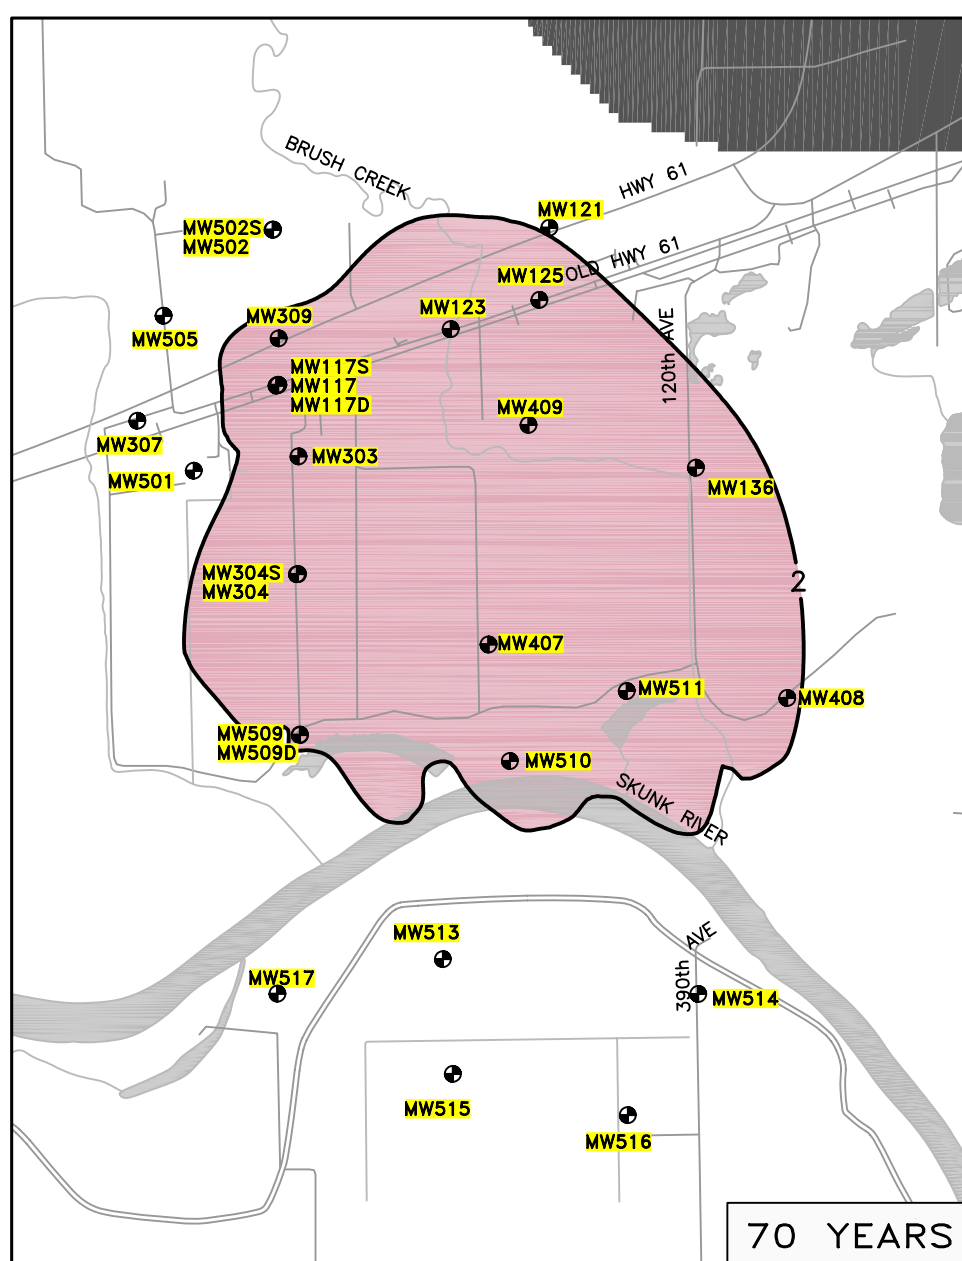 BRUSH CREEK
HWY 61
MW121
MW502S
MW502
OLD HWY 61
MW125
MW123
MW309
MW505
120th AVE
MW117S
MW117
MW117D
MW409
MW307
MW303
MW501
MW136
MW304S
MW304
2
MW407
MW511
MW408
MW509
MW509D
MW510
SKUNK RIVER
MW513
390th AVE
MW517
MW514
MW515
MW516
70 YEARS